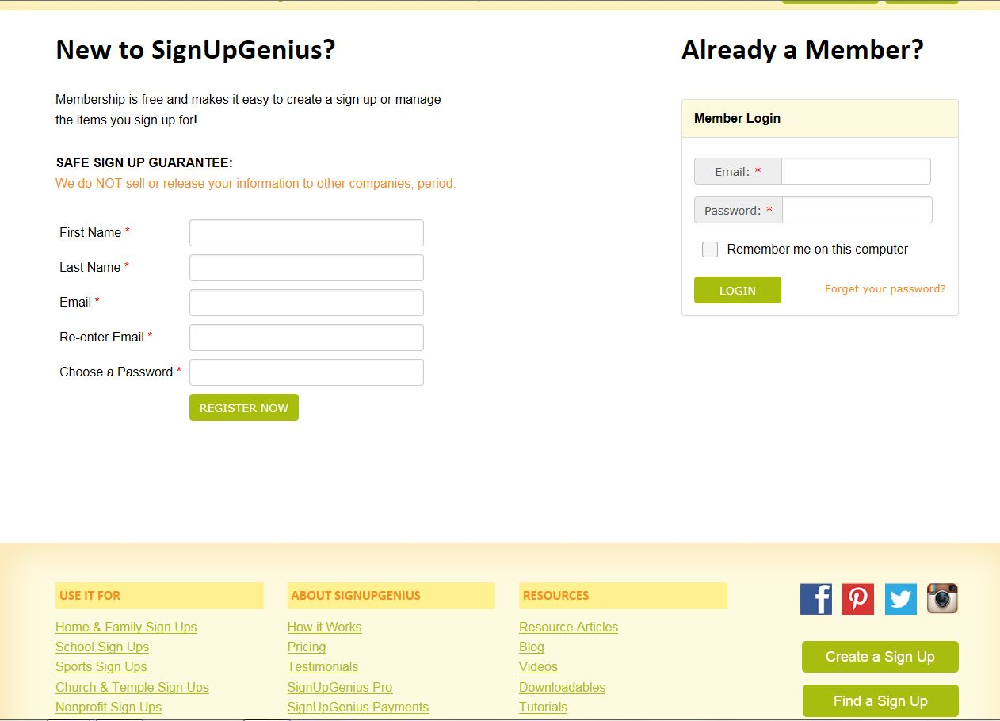 New to SignUpGenius?
Membership is free and makes it easy to create a sign up or manage
the items you sign up for!
SAFE SIGN UP GUARANTEE:
We do NOT sell or release your information to other companies, period.
First Name *
Last Name *
Email *
Re-enter Email *
Choose a Password *
REGISTER NOW
Already a Member?
Member Login
Email: *
Password: *
Remember me on this computer
LOGIN
Forget your password?
USE IT FOR
Home & Family Sign Ups
School Sign Ups
Sports Sign Ups
Church & Temple Sign Ups
Nonprofit Sign Ups
ABOUT SIGNUPGENIUS
How it Works
Pricing
Testimonials
SignUpGenius Pro
SignUpGenius Payments
RESOURCES
Resource Articles
Blog
Videos
Downloadables
Tutorials
Create a Sign Up
Find a Sign Up